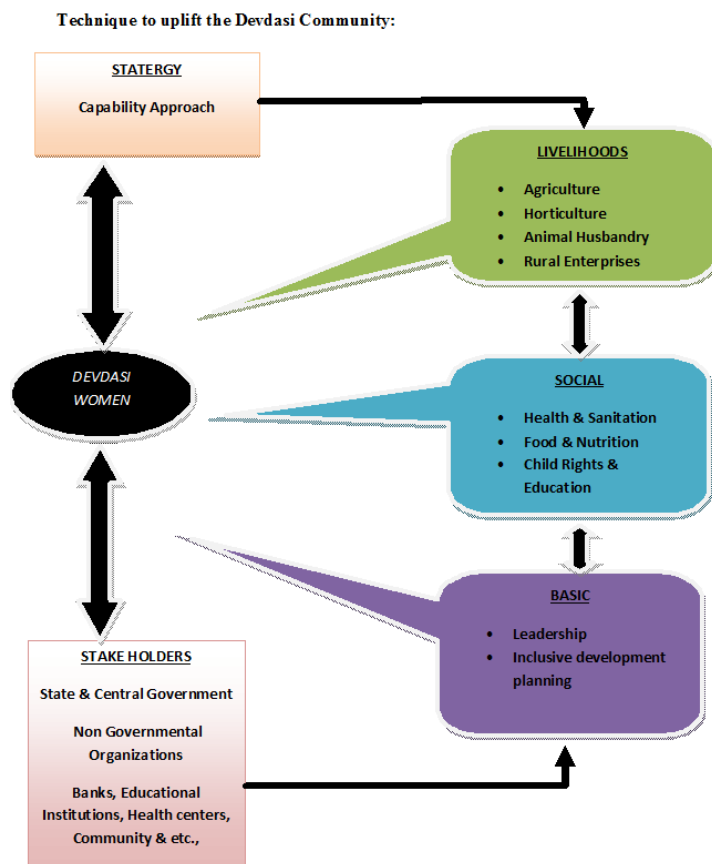 Technique to uplift the Devdasi Community:
STATERGY
Capability Approach
LIVELIHOODS
• Agriculture
• Horticulture
• Animal Husbandry
• Rural Enterprises
DEVDASI
WOMEN
SOCIAL
• Health & Sanitation
• Food & Nutrition
• Child Rights &
Education
BASIC
• Leadership
• Inclusive development
planning
STAKE HOLDERS
State & Central Government
Non Governmental
Organizations
Banks, Educational
Institutions, Health centers,
Community & etc.,